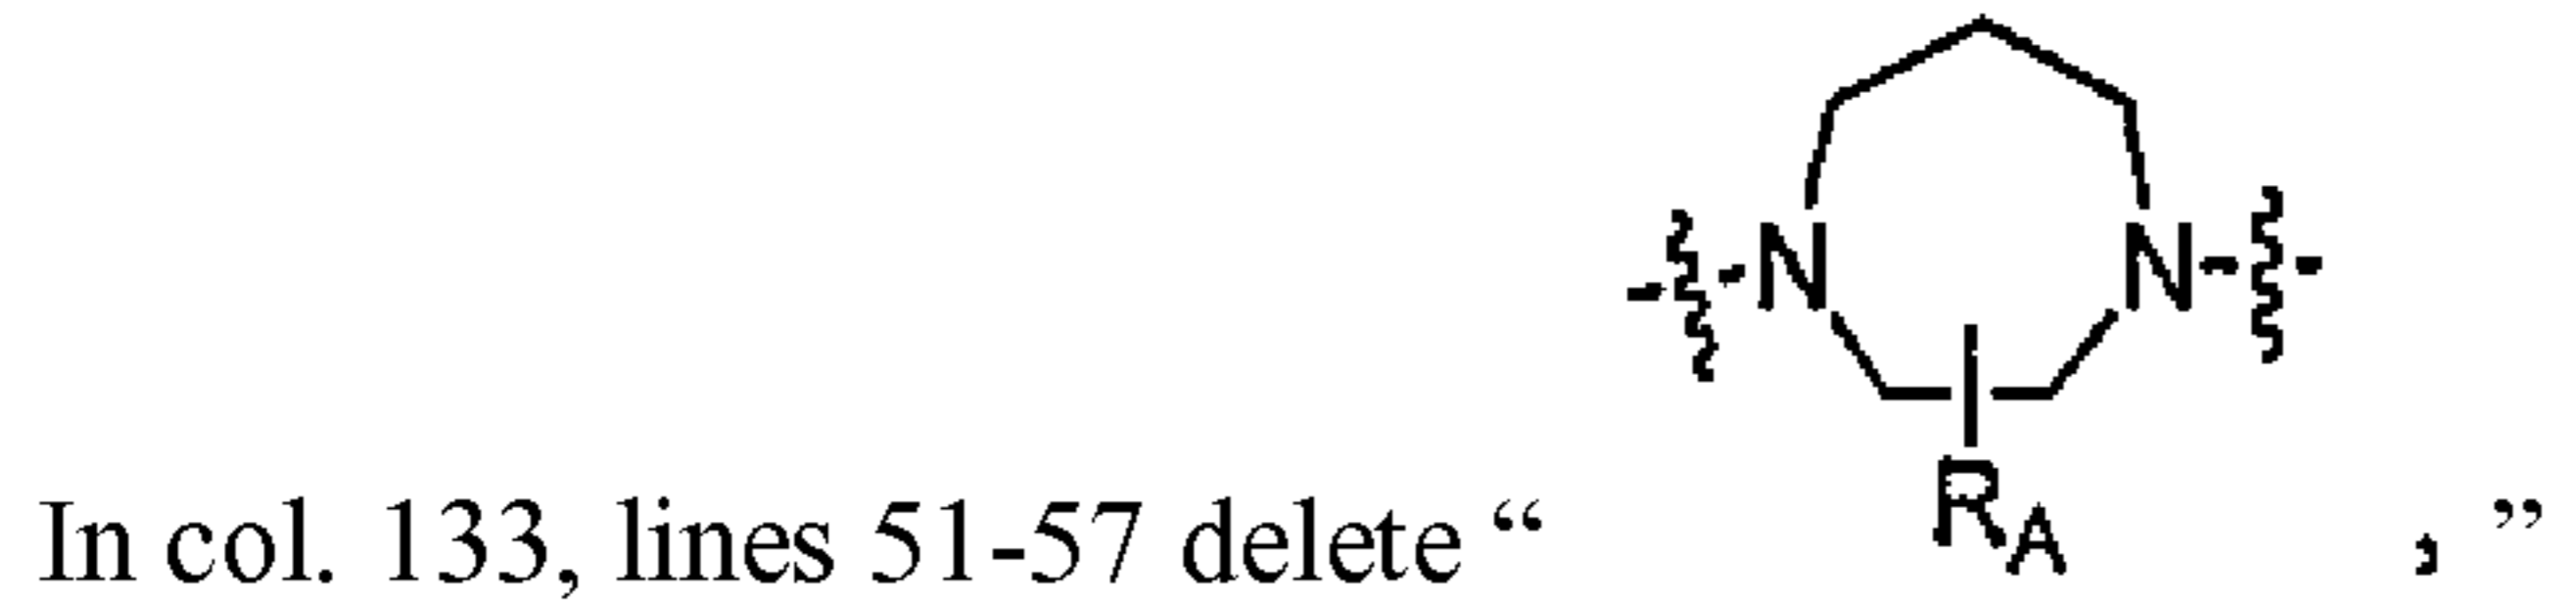 N N
R_A
In col. 133, lines 51-57 delete “ ; ”